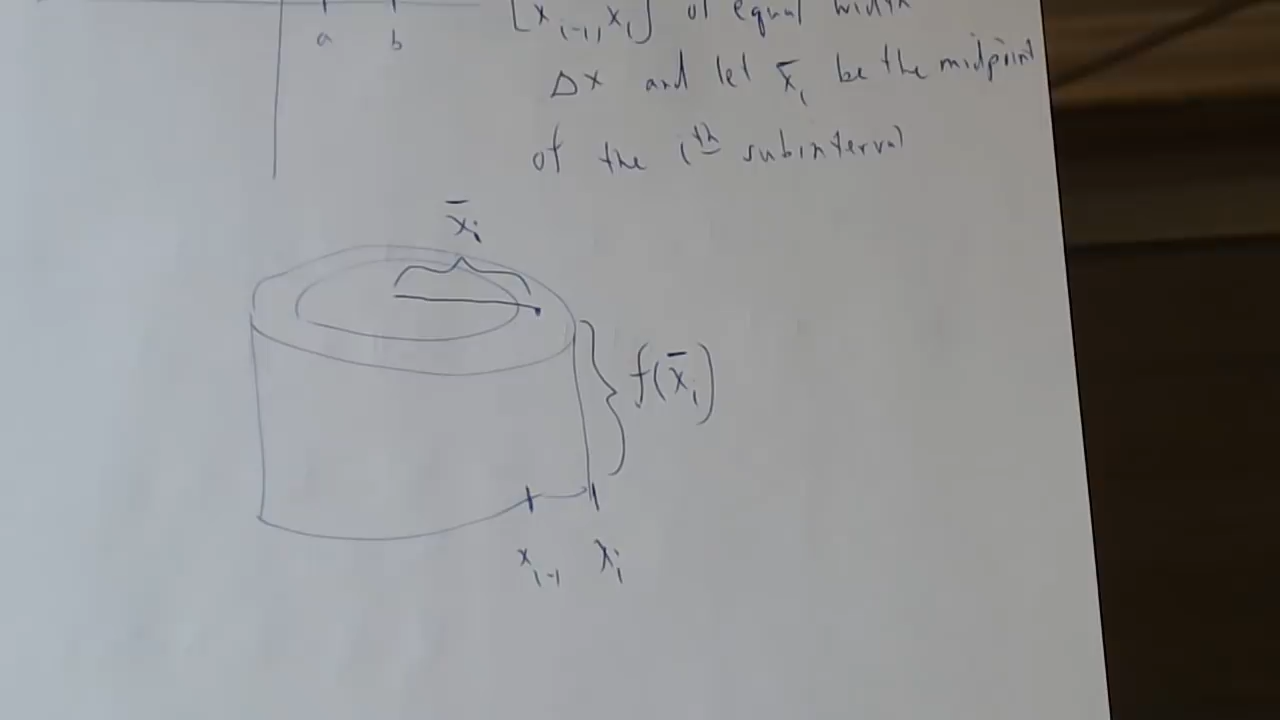 a b
[x_{i-1}, x_i] of equal width
Δx and let x̄_i be the midpoint
of the i^{th} subinterval
x̄_i
f(x̄_i)
x_{i-1} x_i